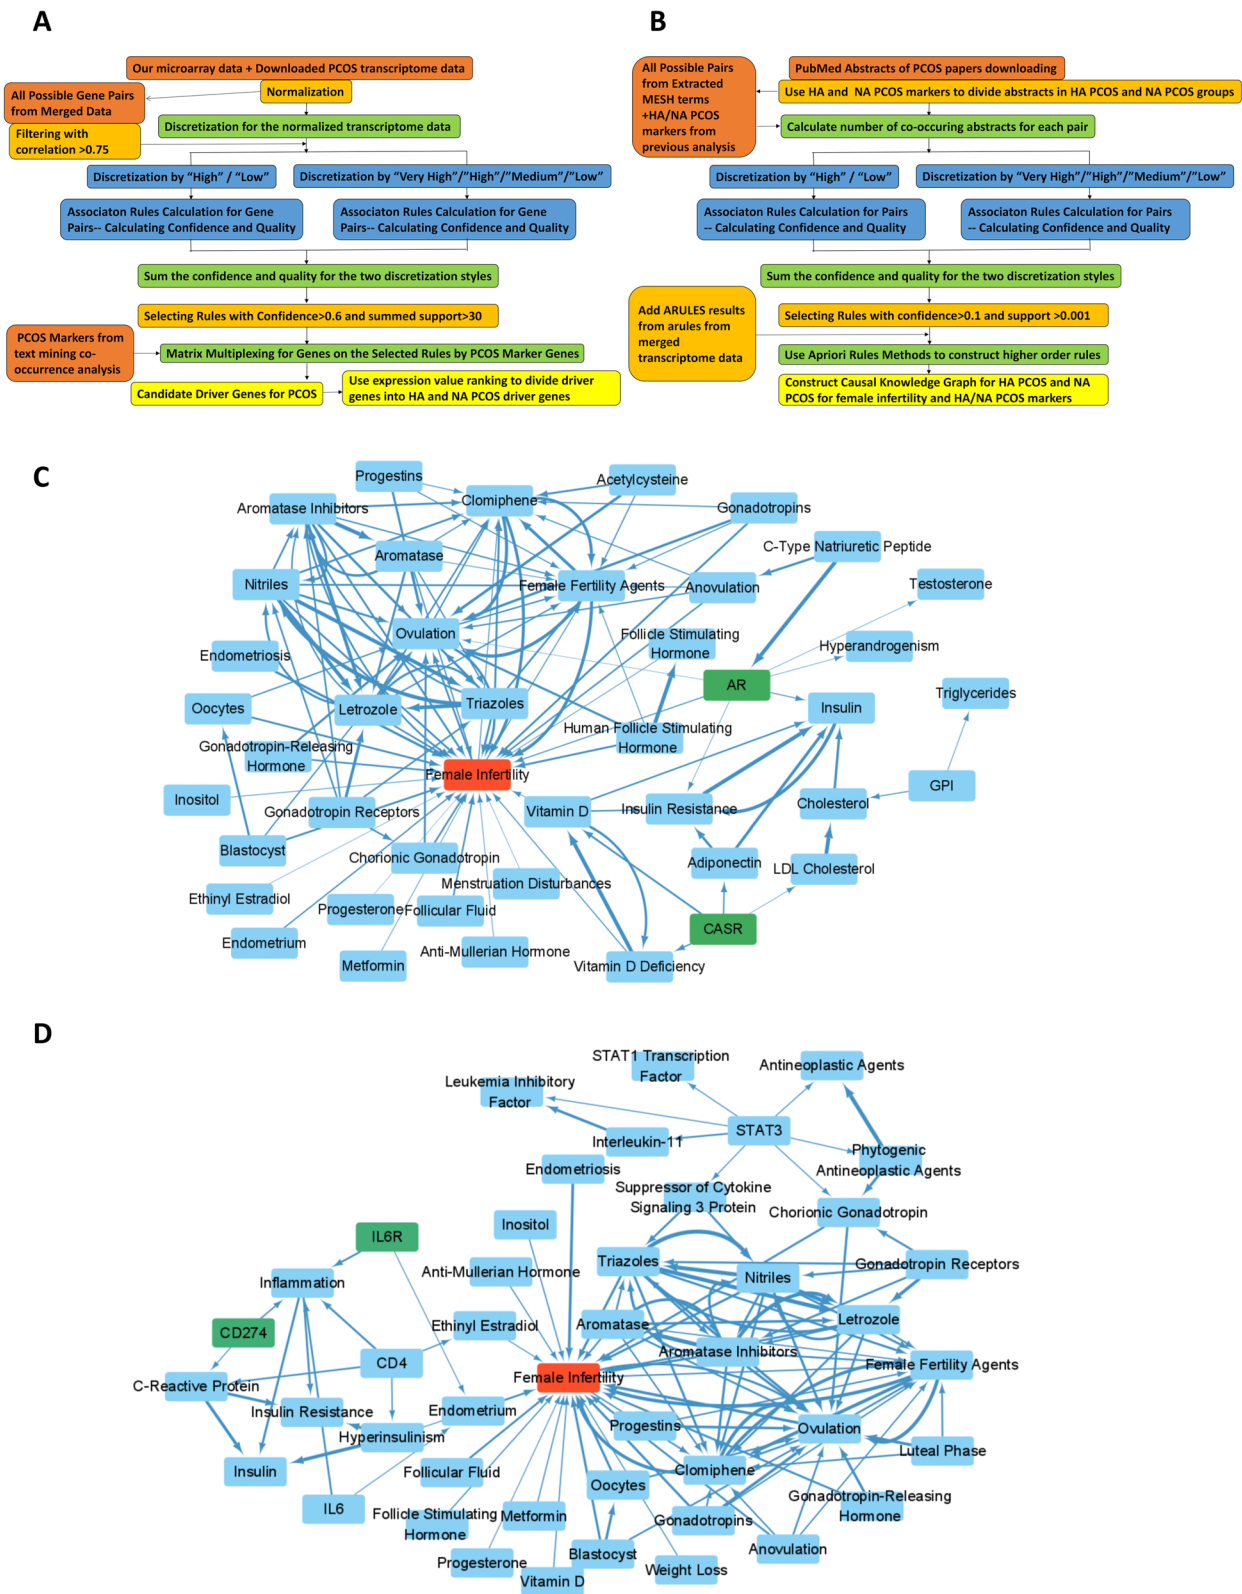 A
Our microarray data + Downloaded PCOS transcriptome data
All Possible Gene Pairs
from Merged Data
Normalization
Filtering with
correlation >0.75
Discretization for the normalized transcriptome data
Discretization by “High” / “Low”
Discretization by“Very High”/”High”/”Medium”/”Low”
Associaton Rules Calculation for Gene
Pairs-- Calculating Confidence and Quality
Associaton Rules Calculation for Gene
Pairs-- Calculating Confidence and Quality
Sum the confidence and quality for the two discretization styles
Selecting Rules with Confidence>0.6 and summed support>30
PCOS Markers from
text mining co-
occurrence analysis
Matrix Multiplexing for Genes on the Selected Rules by PCOS Marker Genes
Candidate Driver Genes for PCOS
Use expression value ranking to divide driver
genes into HA and NA PCOS driver genes
B
All Possible Pairs
from Extracted
MESH terms
+HA/NA PCOS
markers from
previous analysis
PubMed Abstracts of PCOS papers downloading
Use HA and NA PCOS markers to divide abstracts in HA PCOS and NA PCOS groups
Calculate number of co-occuring abstracts for each pair
Discretization by “High” / “Low”
Discretization by“Very High”/”High”/”Medium”/”Low”
Associaton Rules Calculation for Pairs
-- Calculating Confidence and Quality
Associaton Rules Calculation for Pairs
-- Calculating Confidence and Quality
Sum the confidence and quality for the two discretization styles
Add ARULES results
from arules from
merged
transcriptome data
Selecting Rules with confidence>0.1 and support >0.001
Use Apriori Rules Methods to construct higher order rules
Construct Causal Knowledge Graph for HA PCOS and NA
PCOS for female infertility and HA/NA PCOS markers
C
Progestins
Acetylcysteine
Aromatase Inhibitors
Clomiphene
Gonadotropins
Aromatase
C-Type Natriuretic Peptide
Nitriles
Female Fertility Agents
Anovulation
Testosterone
Ovulation
Follicle Stimulating
Hormone
Hyperandrogenism
Endometriosis
AR
Triglycerides
Oocytes
Letrozole
Triazoles
Insulin
Gonadotropin-Releasing
Hormone
Human Follicle Stimulating
Hormone
Female Infertility
GPI
Inositol
Gonadotropin Receptors
Vitamin D
Insulin Resistance
Cholesterol
Blastocyst
Chorionic Gonadotropin
Adiponectin
LDL Cholesterol
Menstruation Disturbances
Ethinyl Estradiol
Progesterone
Follicular Fluid
CASR
Endometrium
Anti-Mullerian Hormone
Metformin
Vitamin D Deficiency
D
STAT1 Transcription
Factor
Antineoplastic Agents
Leukemia Inhibitory
Factor
STAT3
Interleukin-11
Phytogenic
Antineoplastic Agents
Endometriosis
Suppressor of Cytokine
Signaling 3 Protein
Chorionic Gonadotropin
Inositol
IL6R
Triazoles
Nitriles
Gonadotropin Receptors
Anti-Mullerian Hormone
Inflammation
Letrozole
Ethinyl Estradiol
Aromatase
CD274
Aromatase Inhibitors
Female Fertility Agents
CD4
Female Infertility
C-Reactive Protein
Insulin Resistance
Endometrium
Progestins
Ovulation
Hyperinsulinism
Luteal Phase
Insulin
Follicular Fluid
Clomiphene
Oocytes
IL6
Follicle Stimulating
Hormone
Metformin
Gonadotropins
Gonadotropin-Releasing
Hormone
Progesterone
Blastocyst
Anovulation
Vitamin D
Weight Loss